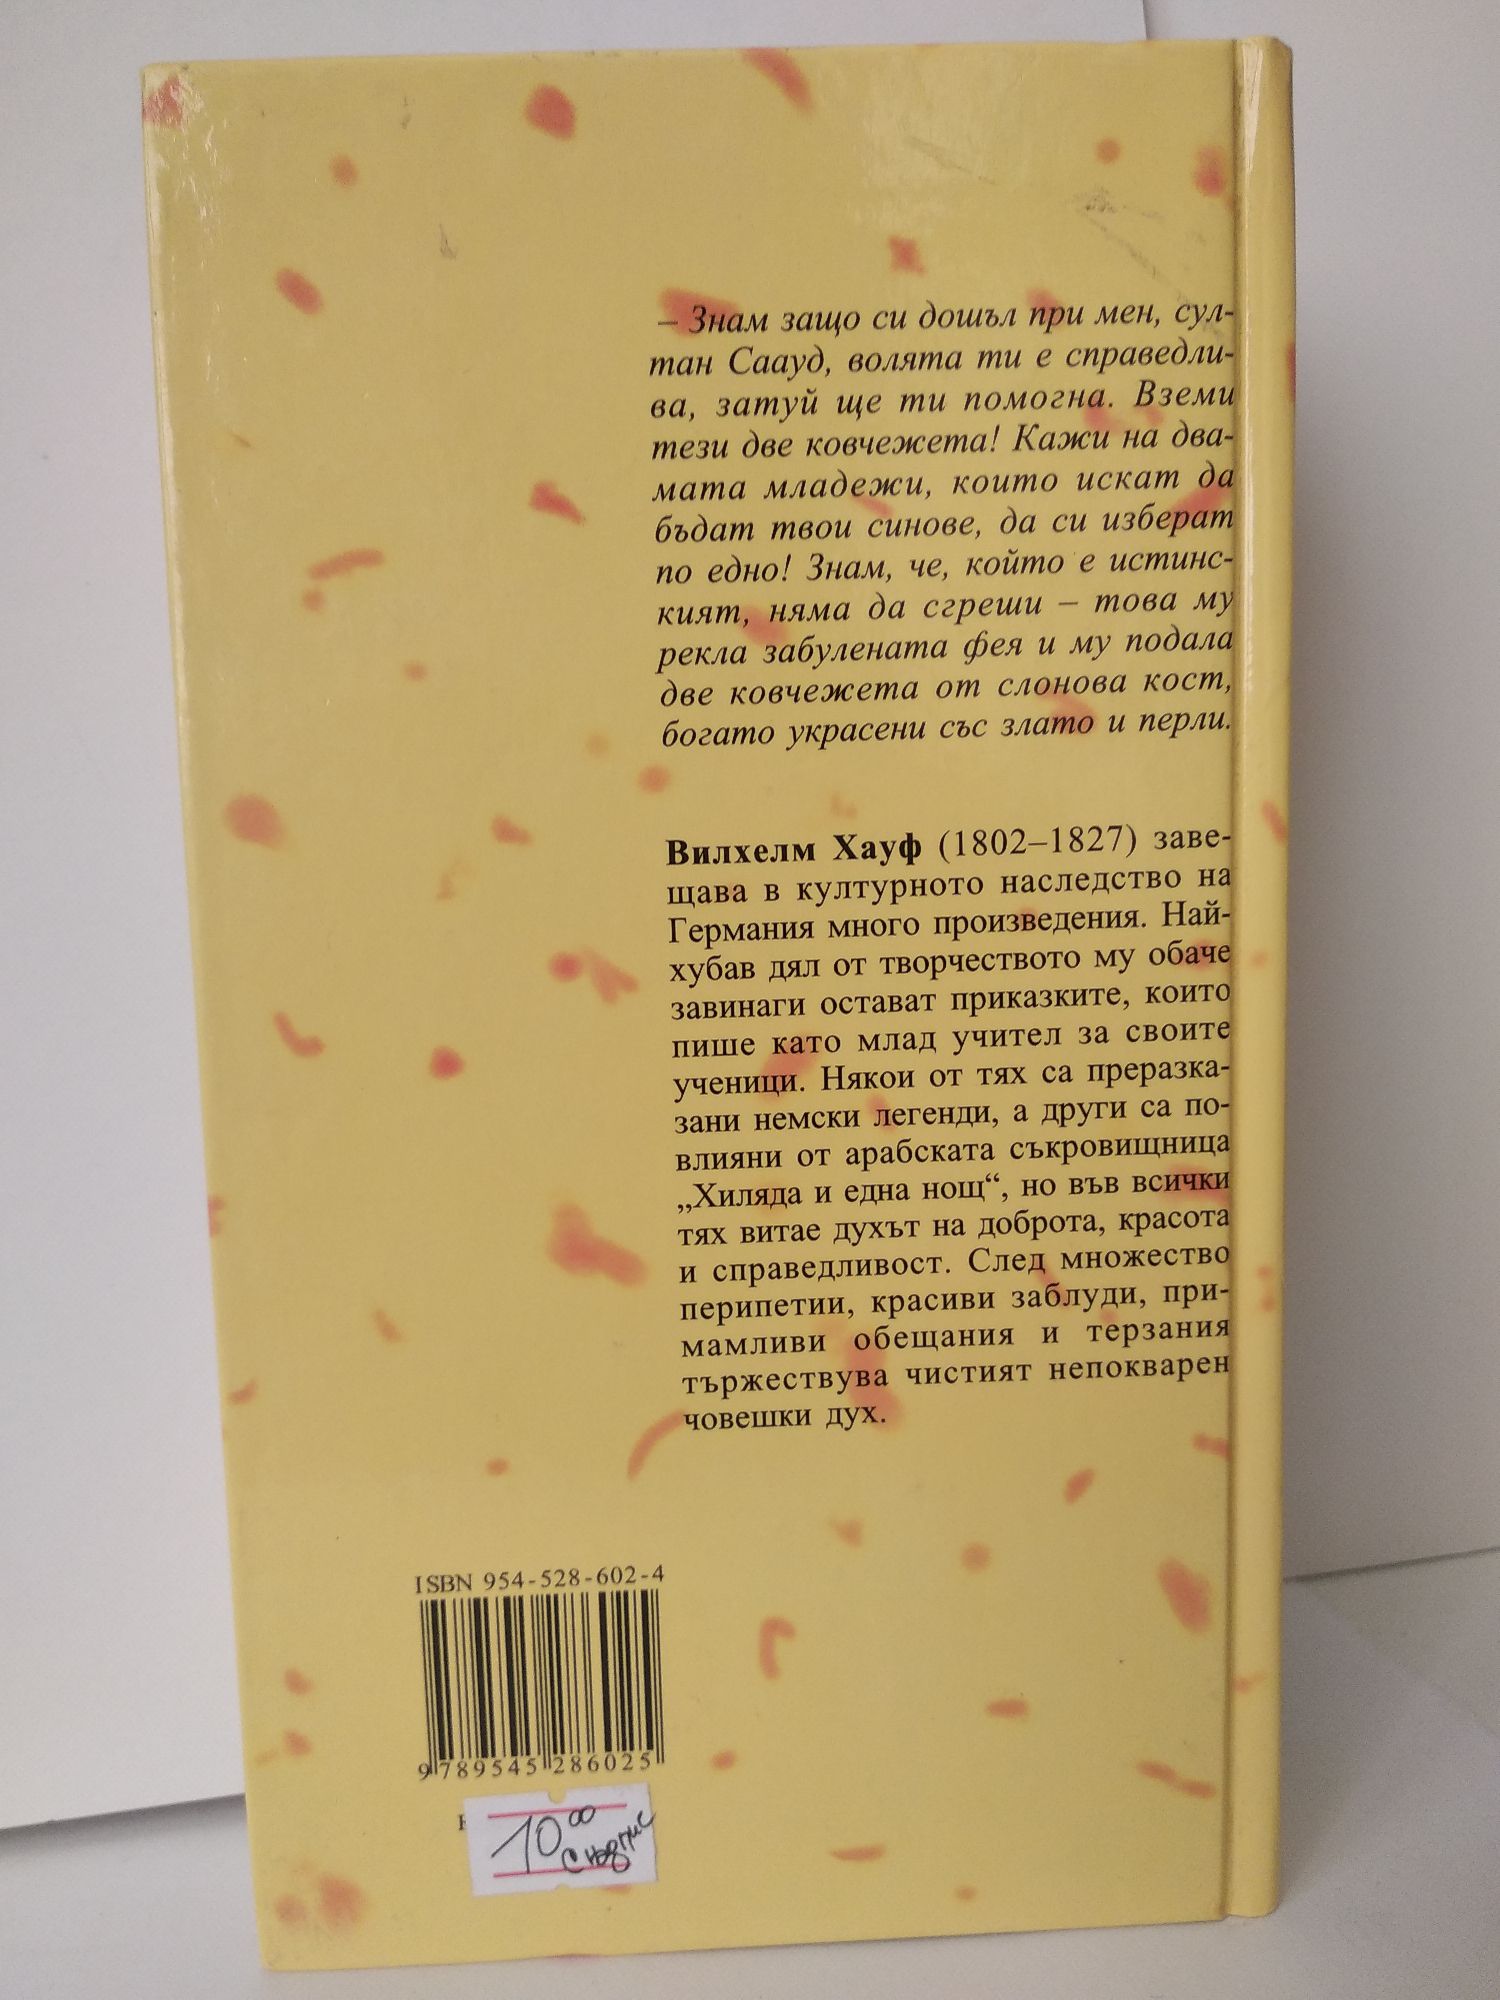 – Знам защо си дошъл при мен, сул-
тан Саауд, волята ти е справедли-
ва, затуй ще ти помогна. Вземи
тези две ковчежета! Кажи на два-
мата младежи, които искат да
бъдат твои синове, да си изберат
по едно! Знам, че, който е истинс-
кият, няма да сгреши – това му
рекла забулената фея и му подала
две ковчежета от слонова кост,
богато украсени със злато и перли.
Вилхелм Хауф (1802–1827) заве-
щава в културното наследство на
Германия много произведения. Най-
хубав дял от творчеството му обаче
завинаги остават приказките, които
пише като млад учител за своите
ученици. Някои от тях са преразка-
зани немски легенди, а други са по-
влияни от арабската съкровищница
„Хиляда и една нощ“, но във всички
тях витае духът на доброта, красота
и справедливост. След множество
перипетии, красиви заблуди, при-
мамливи обещания и терзания
тържествува чистият непокварен
човешки дух.
ISBN 954-528-602-4
9 789545 286025
10 00
с надпис